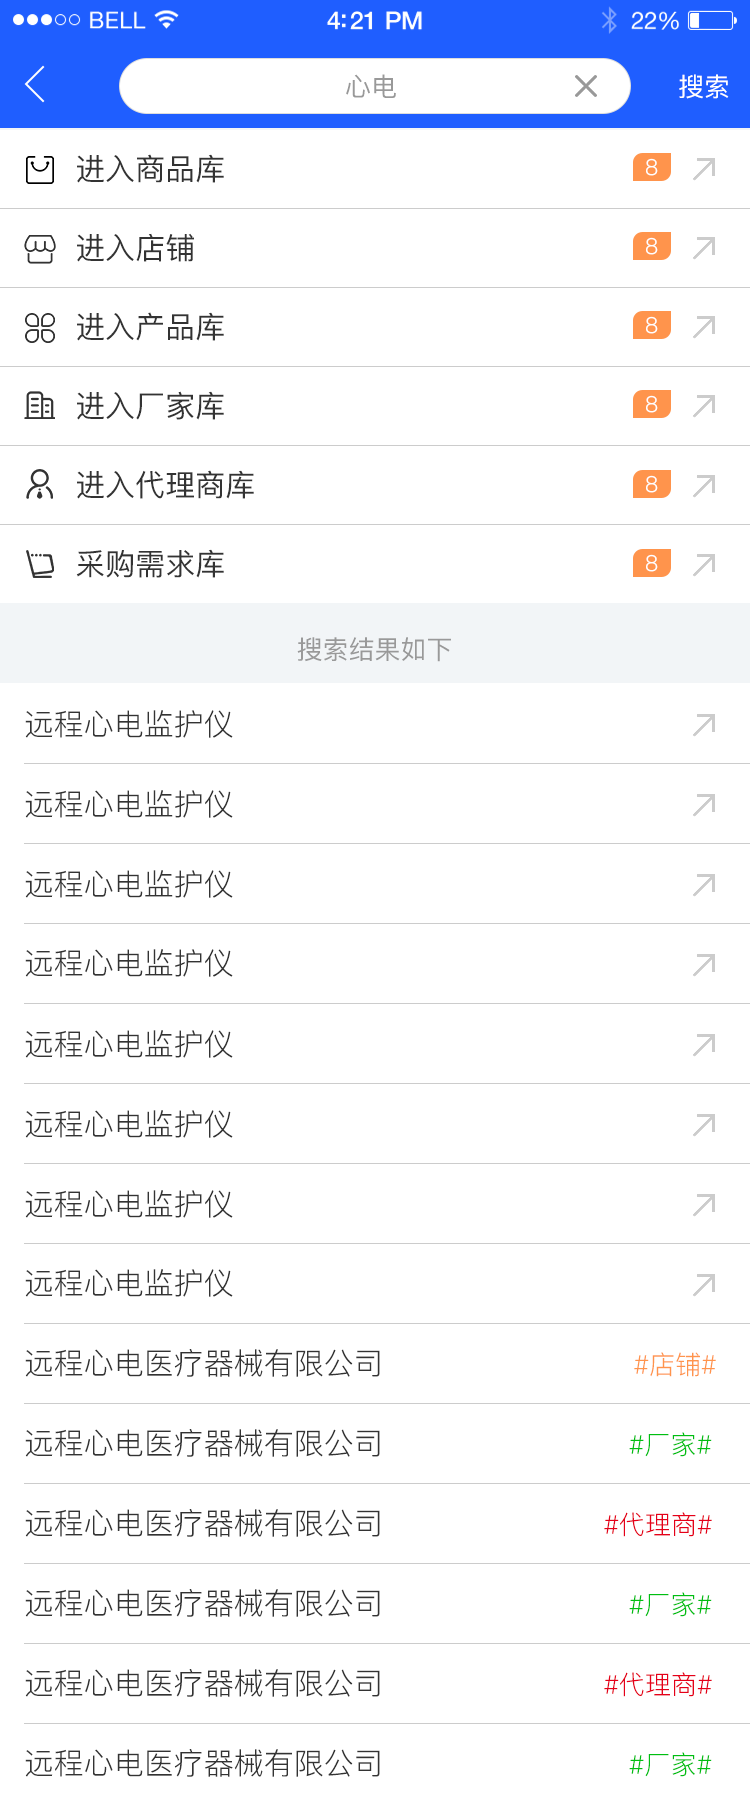 BELL 4:21 PM 22%
心电 搜索
进入商品库 8
进入店铺 8
进入产品库 8
进入厂家库 8
进入代理商库 8
采购需求库 8
搜索结果如下
远程心电监护仪
远程心电监护仪
远程心电监护仪
远程心电监护仪
远程心电监护仪
远程心电监护仪
远程心电监护仪
远程心电监护仪
远程心电医疗器械有限公司 #店铺#
远程心电医疗器械有限公司 #厂家#
远程心电医疗器械有限公司 #代理商#
远程心电医疗器械有限公司 #厂家#
远程心电医疗器械有限公司 #代理商#
远程心电医疗器械有限公司 #厂家#